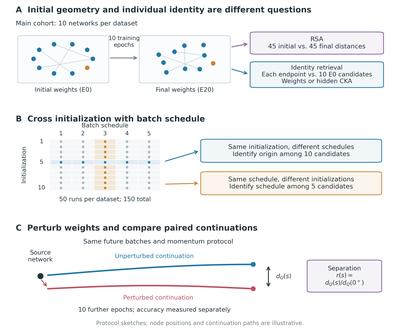 A Initial geometry and individual identity are different questions
Main cohort: 10 networks per dataset
10 training
epochs
Initial weights (E0)
Final weights (E20)
RSA
45 initial vs. 45 final distances
Identity retrieval
Each endpoint vs. 10 E0 candidates
Weights or hidden CKA
B Cross initialization with batch schedule
Batch schedule
1 2 3 4 5
Initialization
1
5
10
50 runs per dataset; 150 total
Same initialization, different schedules
Identify origin among 10 candidates
Same schedule, different initializations
Identify schedule among 5 candidates
C Perturb weights and compare paired continuations
Same future batches and momentum protocol
Source
network
Unperturbed continuation
Perturbed continuation
10 further epochs; accuracy measured separately
Separation
r(s) =
Protocol sketches; node positions and continuation paths are illustrative.